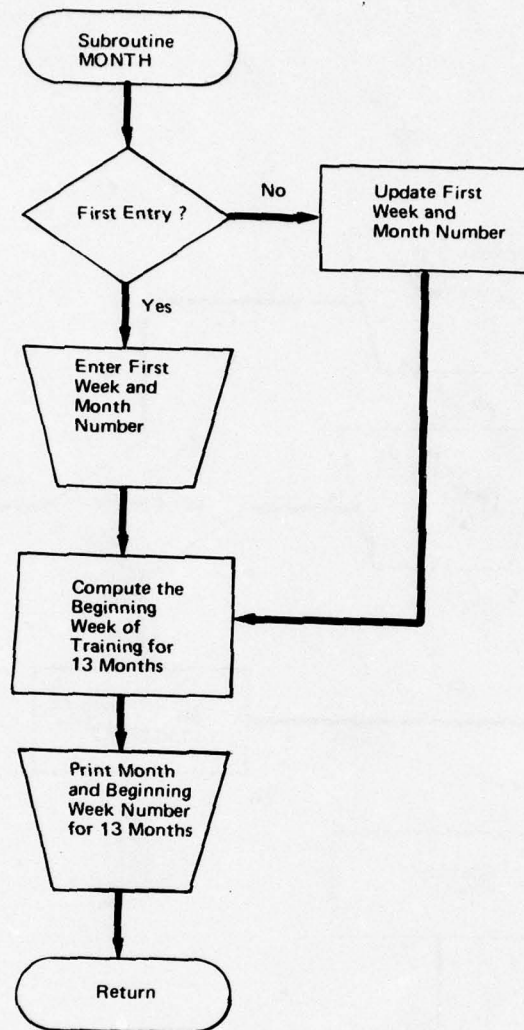 Subroutine
MONTH
First Entry ?
No
Update First
Week and
Month Number
Yes
Enter First
Week and
Month
Number
Compute the
Beginning
Week of
Training for
13 Months
Print Month
and Beginning
Week Number
for 13 Months
Return